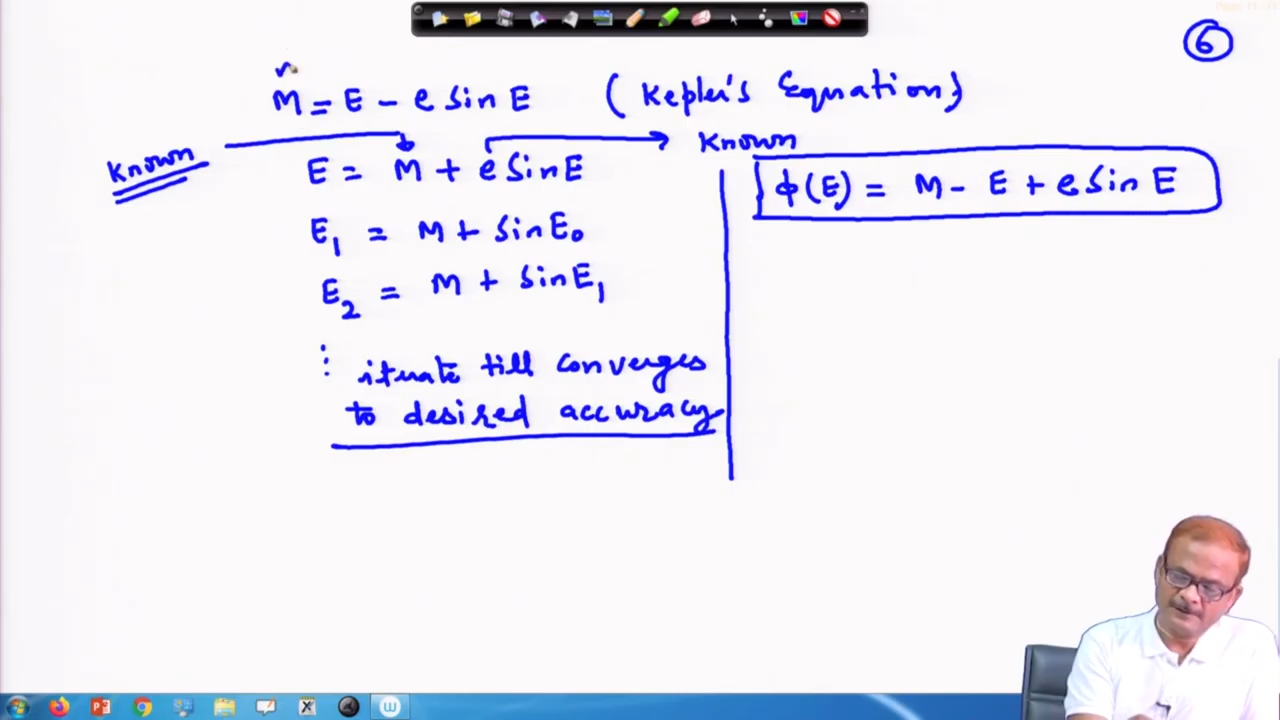 6
M = E - e sin E (Kepler's Equation)
Known
E = M + e sin E
Known
E₁ = M + sin E₀
E₂ = M + sin E₁
⋮ iterate till converges
to desired accuracy
φ(E) = M - E + e sin E